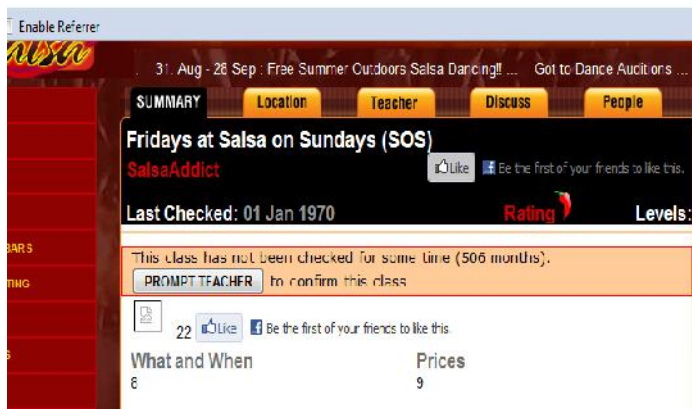 Enable Referrer
alsa
. 31. Aug - 28 Sep : Free Summer Outdoors Salsa Dancing!! ... Got to Dance Auditions ...
SUMMARY Location Teacher Discuss People
Fridays at Salsa on Sundays (SOS)
SalsaAddict Like Be the first of your friends to like this.
Last Checked: 01 Jan 1970 Rating Levels:
BARS
This class has not been checked for some time (506 months).
TING
PROMPT TEACHER to confirm this class
22 Like Be the first of your friends to like this.
S
What and When Prices
8 9